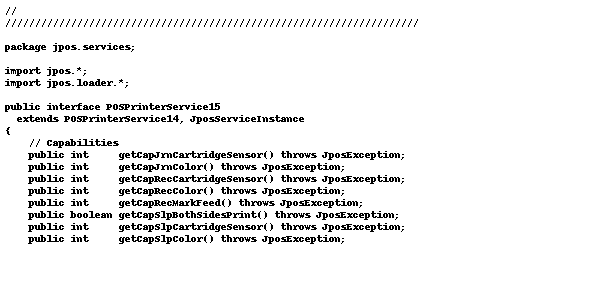 //
//////////////////////////////////////////////////////////////////////

package jpos.services;

import jpos.*;
import jpos.loader.*;

public interface POSPrinterService15
  extends POSPrinterService14, JposServiceInstance
{
    // Capabilities
    public int     getCapJrnCartridgeSensor() throws JposException;
    public int     getCapJrnColor() throws JposException;
    public int     getCapRecCartridgeSensor() throws JposException;
    public int     getCapRecColor() throws JposException;
    public int     getCapRecMarkFeed() throws JposException;
    public boolean getCapSlpBothSidesPrint() throws JposException;
    public int     getCapSlpCartridgeSensor() throws JposException;
    public int     getCapSlpColor() throws JposException;